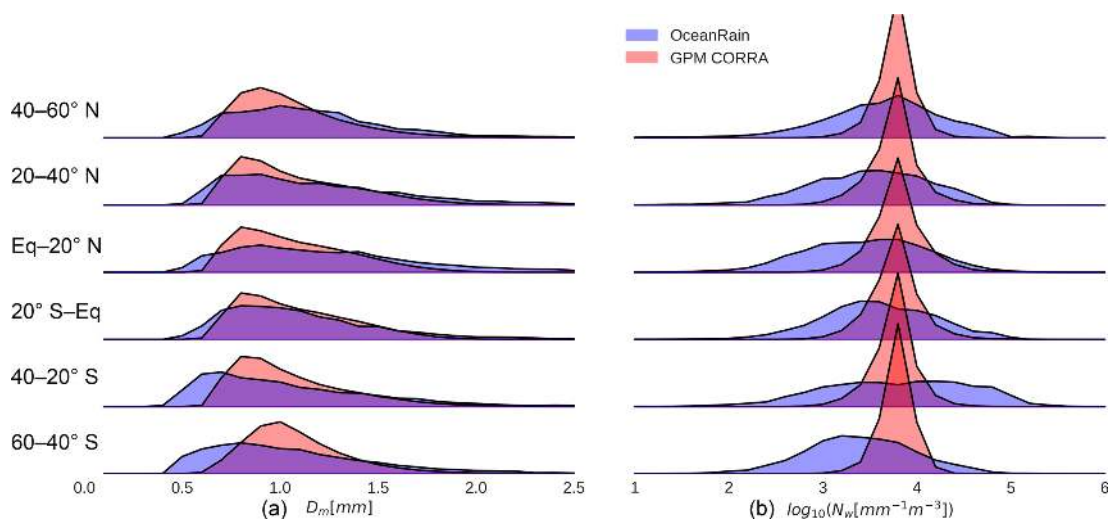 OceanRain
GPM CORRA
40–60° N
20–40° N
Eq–20° N
20° S–Eq
40–20° S
60–40° S
0.0 0.5 1.0 1.5 2.0 2.5
(a) D_m[mm]
1 2 3 4 5 6
(b) log₁₀(N_w[mm⁻¹m⁻³])